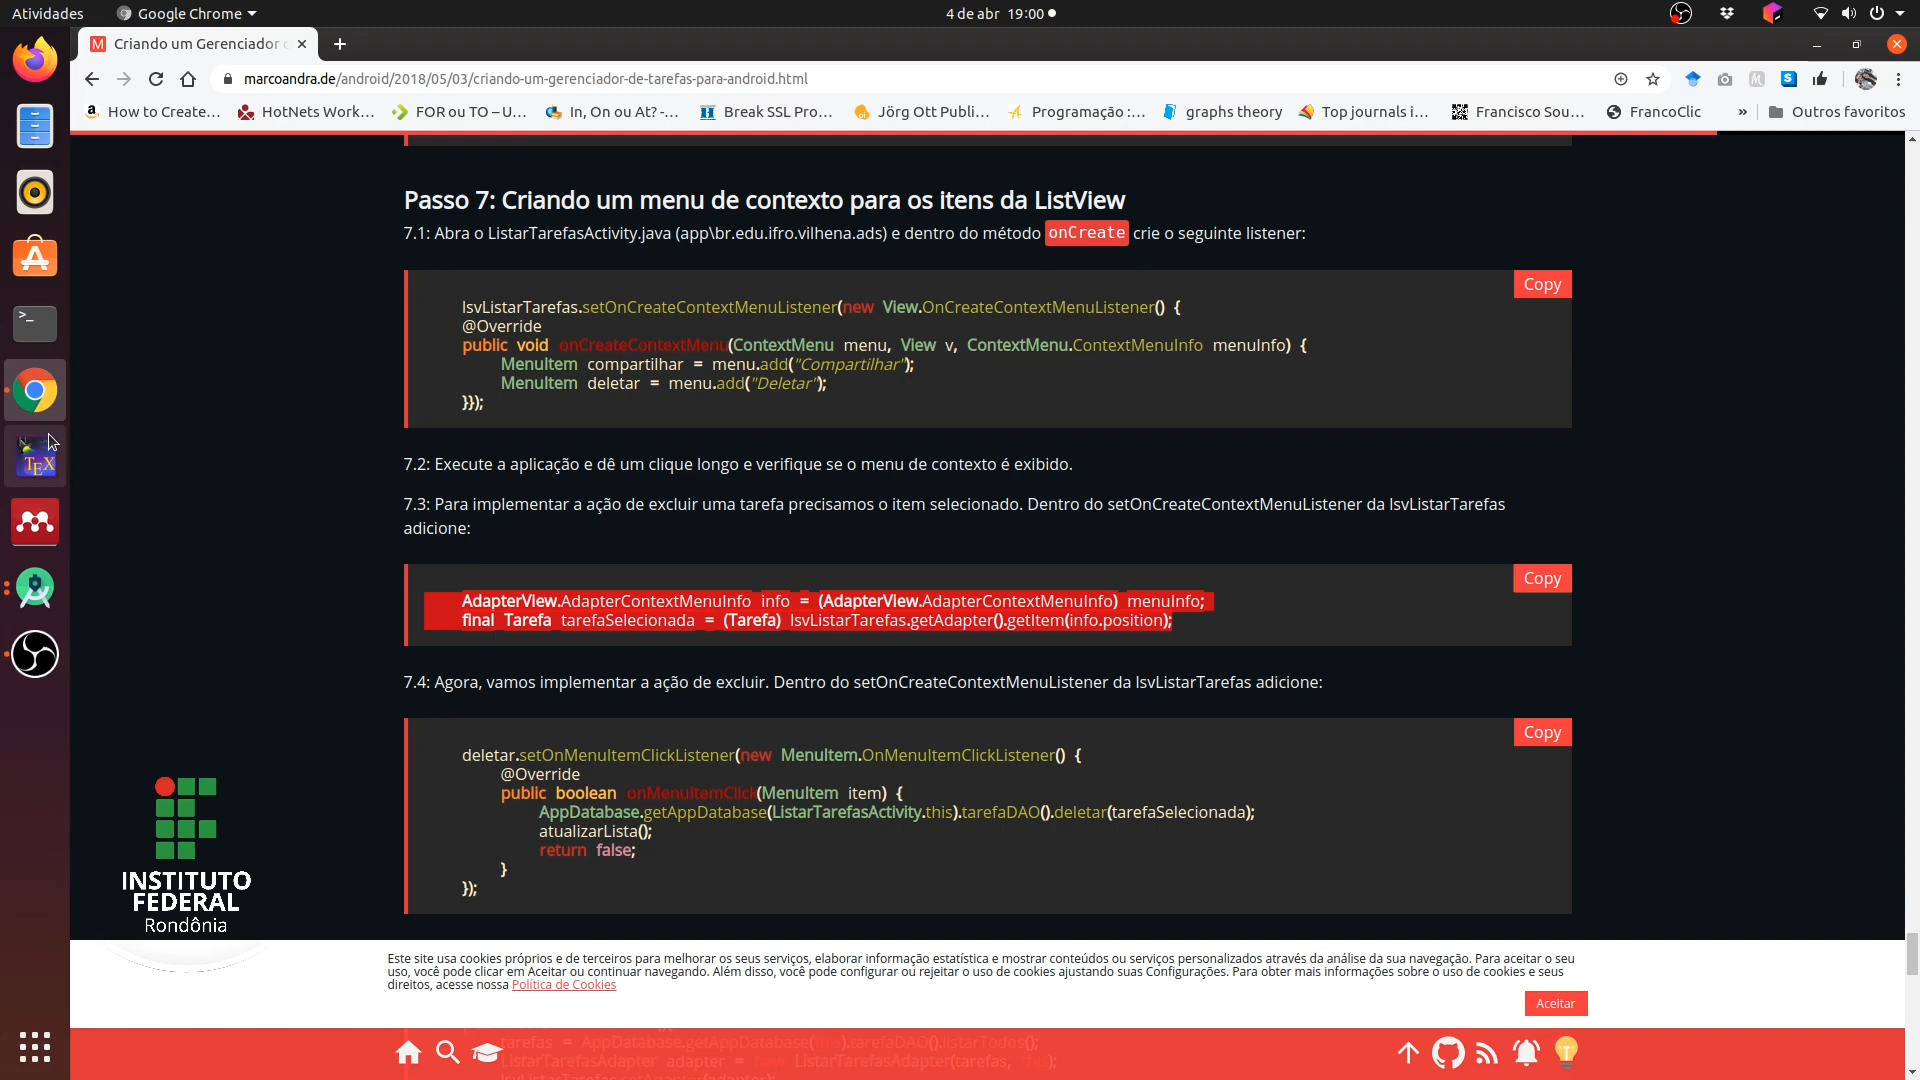 Atividades
Google Chrome
4 de abr 19:00
Criando um Gerenciador
marcoandra.de/android/2018/05/03/criando-um-gerenciador-de-tarefas-para-android.html
How to Create...
HotNets Work...
FOR ou TO – U...
In, On ou At? -...
Break SSL Pro...
Jörg Ott Publi...
Programação :...
graphs theory
Top journals i...
Francisco Sou...
FrancoClic
»
Outros favoritos
Passo 7: Criando um menu de contexto para os itens da ListView
7.1: Abra o ListarTarefasActivity.java (app\br.edu.ifro.vilhena.ads) e dentro do método onCreate crie o seguinte listener:
Copy
lsvListarTarefas.setOnCreateContextMenuListener(new View.OnCreateContextMenuListener() {
@Override
public void onCreateContextMenu(ContextMenu menu, View v, ContextMenu.ContextMenuInfo menuInfo) {
MenuItem compartilhar = menu.add("Compartilhar");
MenuItem deletar = menu.add("Deletar");
}});
7.2: Execute a aplicação e dê um clique longo e verifique se o menu de contexto é exibido.
7.3: Para implementar a ação de excluir uma tarefa precisamos o item selecionado. Dentro do setOnCreateContextMenuListener da lsvListarTarefas
adicione:
Copy
AdapterView.AdapterContextMenuInfo info = (AdapterView.AdapterContextMenuInfo) menuInfo;
final Tarefa tarefaSelecionada = (Tarefa) lsvListarTarefas.getAdapter().getItem(info.position);
7.4: Agora, vamos implementar a ação de excluir. Dentro do setOnCreateContextMenuListener da lsvListarTarefas adicione:
Copy
deletar.setOnMenuItemClickListener(new MenuItem.OnMenuItemClickListener() {
@Override
public boolean onMenuItemClick(MenuItem item) {
AppDatabase.getAppDatabase(ListarTarefasActivity.this).tarefaDAO().deletar(tarefaSelecionada);
atualizarLista();
return false;
}
});
INSTITUTO
FEDERAL
Rondônia
Este site usa cookies próprios e de terceiros para melhorar os seus serviços, elaborar informação estatística e mostrar conteúdos ou serviços personalizados através da análise da sua navegação. Para aceitar o seu
uso, você pode clicar em Aceitar ou continuar navegando. Além disso, você pode configurar ou rejeitar o uso de cookies ajustando suas Configurações. Para obter mais informações sobre o uso de cookies e seus
direitos, acesse nossa Política de Cookies
Aceitar
tarefas = AppDatabase.getAppDatabase(this).tarefaDAO().listarTodos();
ListarTarefasAdapter adapter = new ListarTarefasAdapter(tarefas, this);